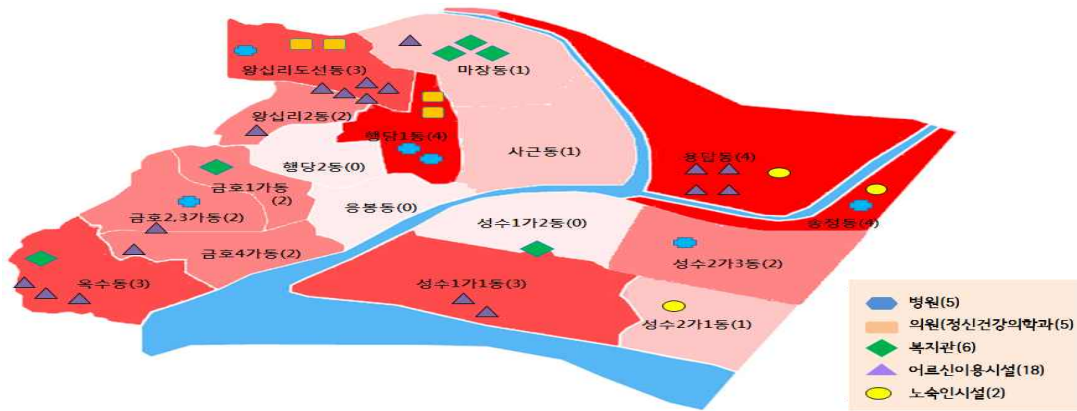 왕십리도선동(3)
마장동(1)
왕십리2동(2)
행당1동(4)
사근동(1)
용답동(4)
행당2동(0)
금호1가동
(2)
응봉동(0)
금호2.3가동(2)
성수1가2동(0)
송정동(4)
금호4가동(2)
성수2가3동(2)
옥수동(3)
성수1가1동(3)
성수2가1동(1)
병원(5)
의원(정신건강의학과(5)
복지관(6)
어르신이용시설(18)
노숙인시설(2)